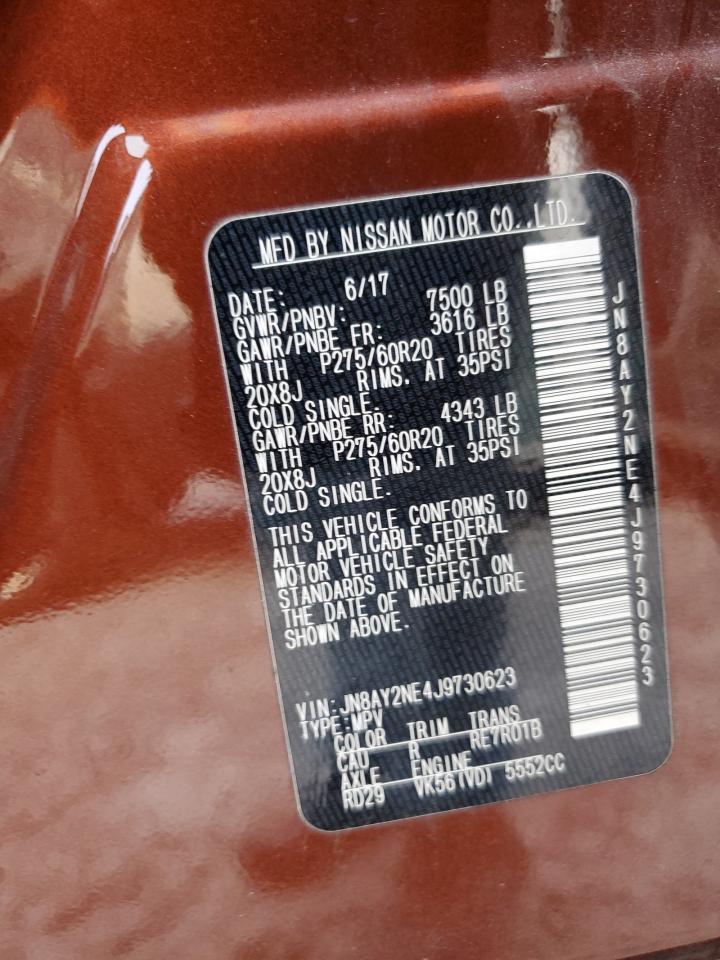 MFD BY NISSAN MOTOR CO.,LTD.
DATE: 6/17
GVWR/PNBV: 7500 LB
GAWR/PNBE FR: 3616 LB
WITH P275/60R20 TIRES
20X8J RIMS. AT 35PSI
COLD SINGLE.
GAWR/PNBE RR: 4343 LB
WITH P275/60R20 TIRES
20X8J RIMS. AT 35PSI
COLD SINGLE.
THIS VEHICLE CONFORMS TO
ALL APPLICABLE FEDERAL
MOTOR VEHICLE SAFETY
STANDARDS IN EFFECT ON
THE DATE OF MANUFACTURE
SHOWN ABOVE.
VIN:JN8AY2NE4J9730623
TYPE:MPV
COLOR TRIM TRANS
CAU R RE7R01B
AXLE ENGINE
RD29 VK56(VD) 5552CC
JN8AY2NE4J9730623